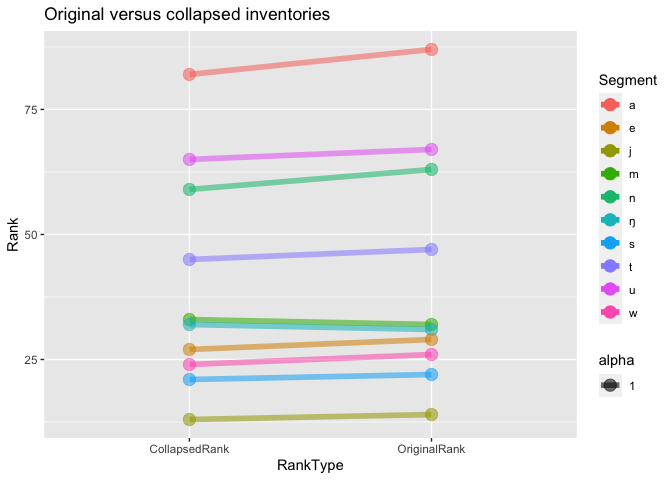 Original versus collapsed inventories
Rank
75
50
25
CollapsedRank
OriginalRank
RankType
Segment
a
e
j
m
n
ŋ
s
t
u
w
alpha
1